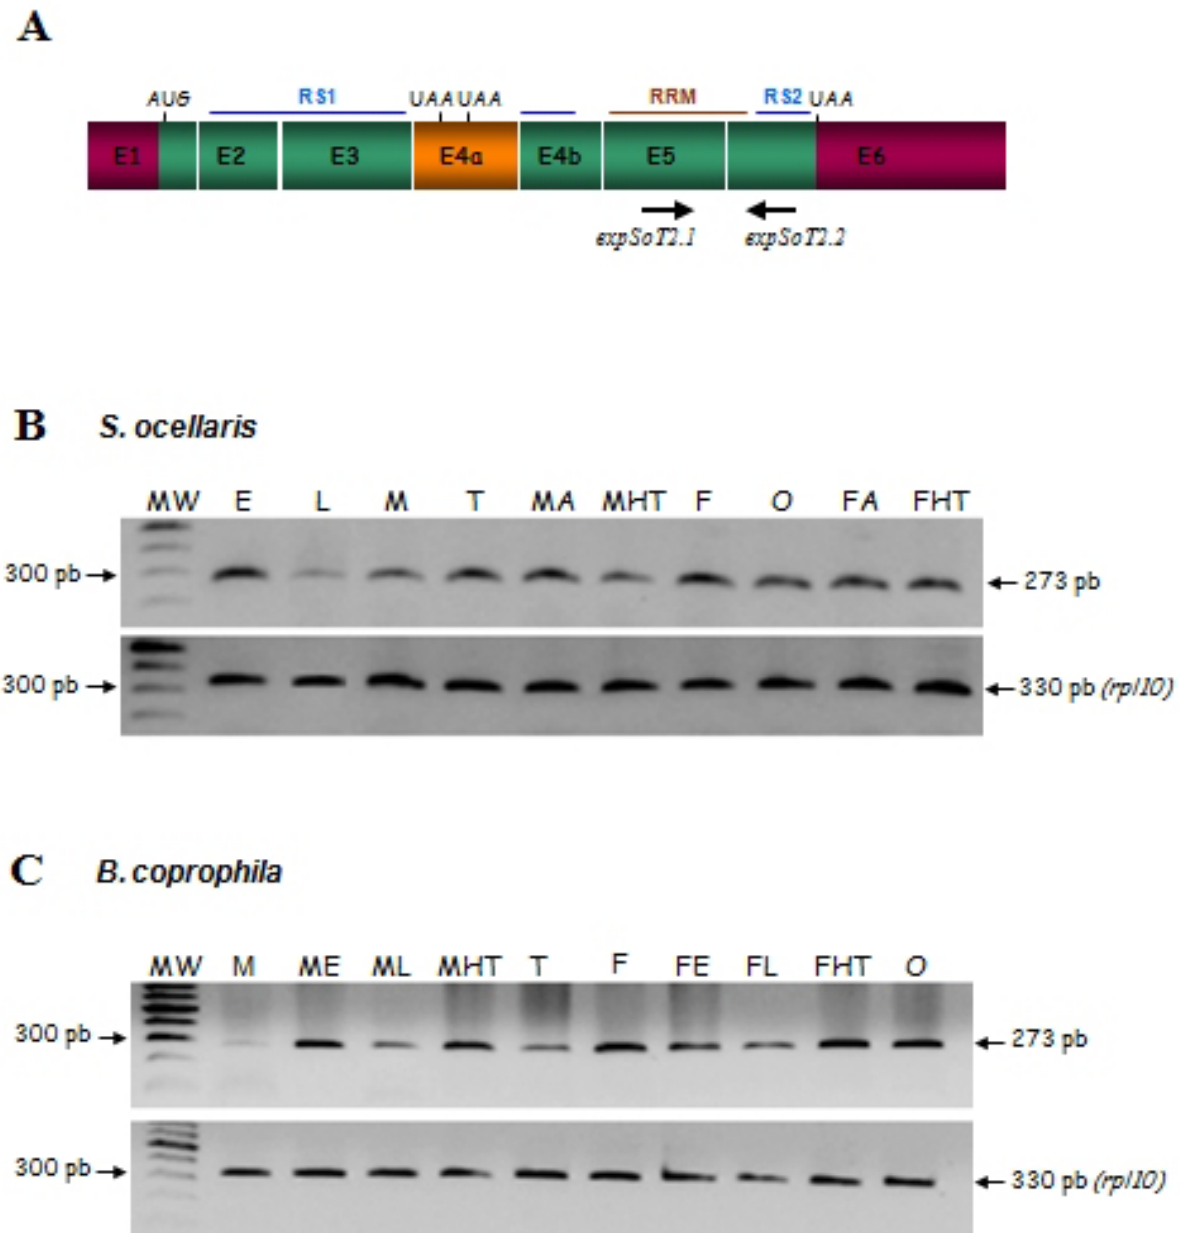 A
AUG RS1 UAA UAA RRM RS2 UAA
E1 E2 E3 E4a E4b E5 E6
expSoT2.1 expSoT2.2
B S. ocellaris
MW E L M T MA MHT F O FA FHT
300 pb 273 pb
300 pb 330 pb (rpl10)
C B. coprophila
MW M ME ML MHT T F FE FL FHT O
300 pb 273 pb
300 pb 330 pb (rpl10)